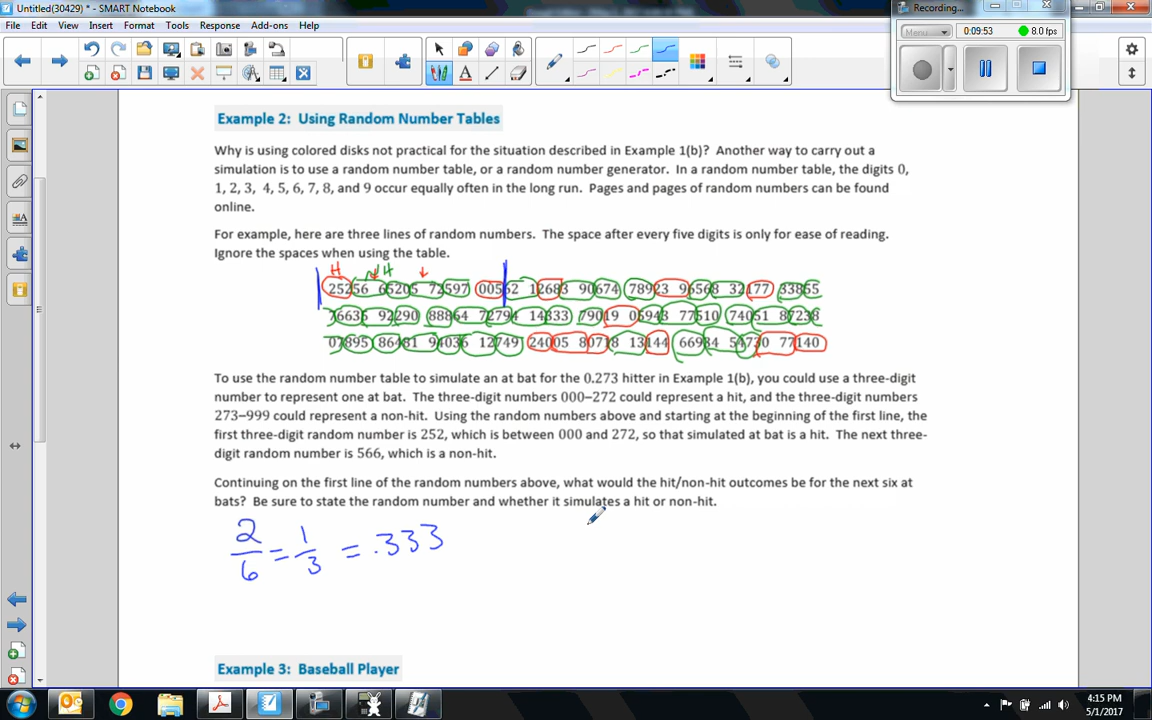 Untitled(30429) * - SMART Notebook
Recording...
File Edit View Insert Format Tools Response Add-ons Help
Menu
0:09:53
8.0 fps
Example 2: Using Random Number Tables
Why is using colored disks not practical for the situation described in Example 1(b)? Another way to carry out a
simulation is to use a random number table, or a random number generator. In a random number table, the digits 0,
1, 2, 3, 4, 5, 6, 7, 8, and 9 occur equally often in the long run. Pages and pages of random numbers can be found
online.
For example, here are three lines of random numbers. The space after every five digits is only for ease of reading.
Ignore the spaces when using the table.
H N H
25256 65205 72597 00562 12683 90674 78923 96568 32177 33855
76635 92290 88864 72794 14333 79019 05943 77510 74051 87238
07895 86481 94036 12749 24005 80718 13144 66934 54730 77140
To use the random number table to simulate an at bat for the 0.273 hitter in Example 1(b), you could use a three-digit
number to represent one at bat. The three-digit numbers 000–272 could represent a hit, and the three-digit numbers
273–999 could represent a non-hit. Using the random numbers above and starting at the beginning of the first line, the
first three-digit random number is 252, which is between 000 and 272, so that simulated at bat is a hit. The next three-
digit random number is 566, which is a non-hit.
Continuing on the first line of the random numbers above, what would the hit/non-hit outcomes be for the next six at
bats? Be sure to state the random number and whether it simulates a hit or non-hit.
2/6 = 1/3 = .333
Example 3: Baseball Player
4:15 PM
5/1/2017